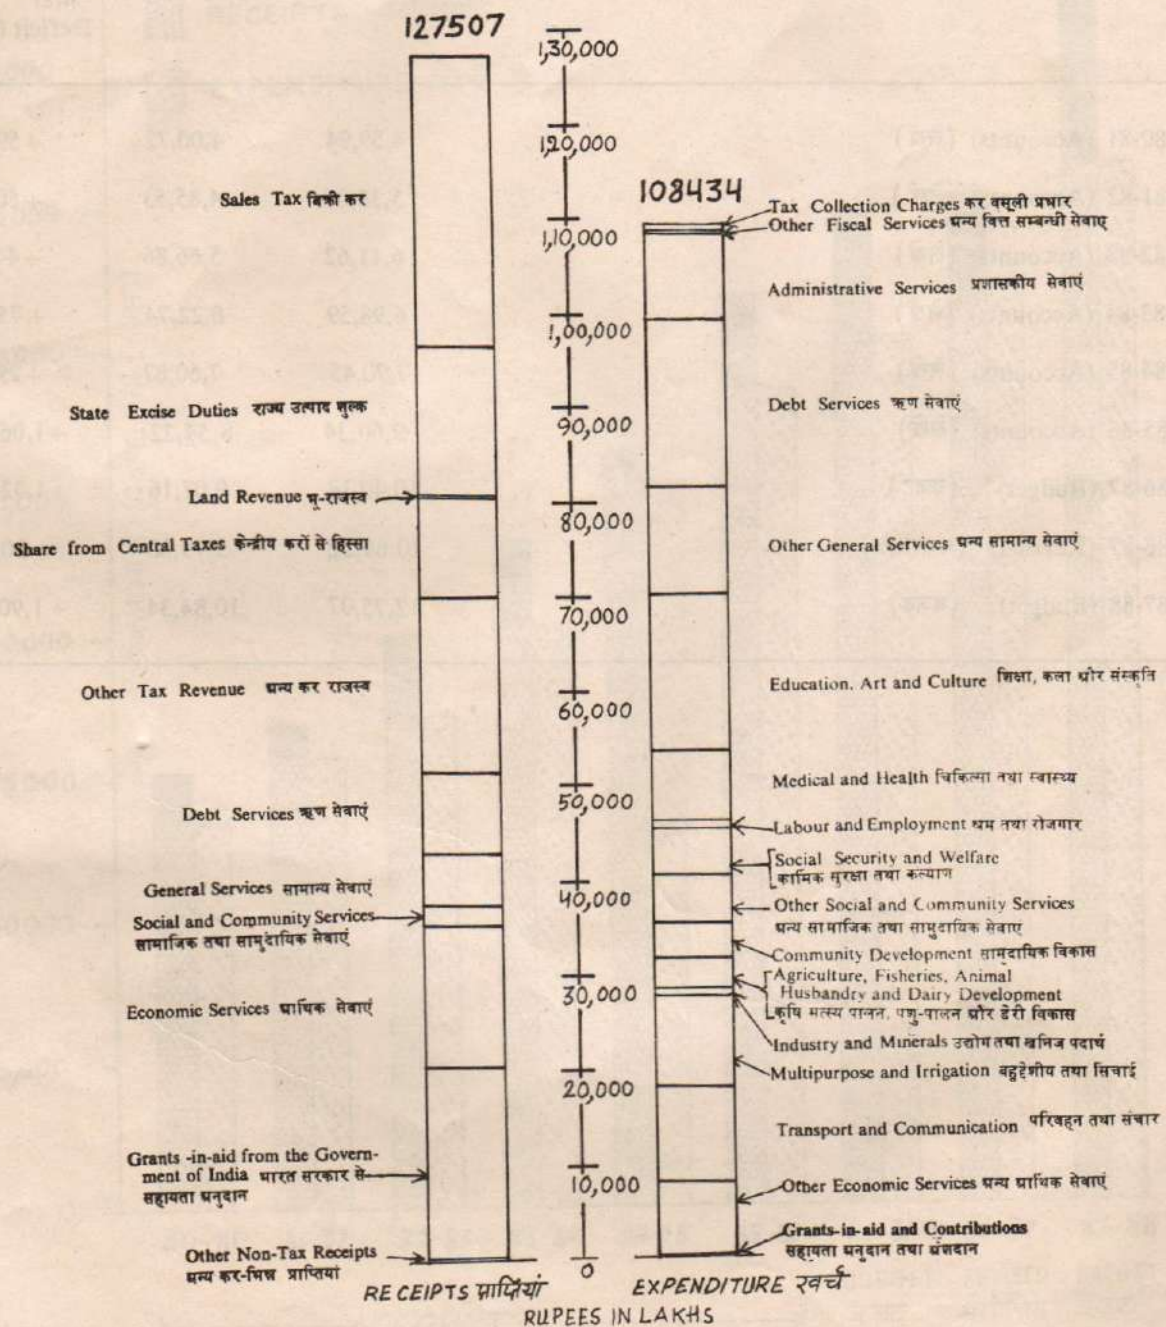 127507
1,30,000
1,20,000
108434
Sales Tax बिक्री कर
Tax Collection Charges कर वसूली प्रभार
Other Fiscal Services अन्य वित्त सम्बन्धी सेवाएं
1,10,000
Administrative Services प्रशासकीय सेवाएं
1,00,000
State Excise Duties राज्य उत्पाद शुल्क
Debt Services ऋण सेवाएं
90,000
Land Revenue भू-राजस्व
80,000
Share from Central Taxes केन्द्रीय करों से हिस्सा
Other General Services अन्य सामान्य सेवाएं
70,000
Other Tax Revenue अन्य कर राजस्व
Education, Art and Culture शिक्षा, कला और संस्कृति
60,000
Medical and Health चिकित्सा तथा स्वास्थ्य
50,000
Debt Services ऋण सेवाएं
Labour and Employment श्रम तथा रोजगार
Social Security and Welfare
कार्मिक सुरक्षा तथा कल्याण
General Services सामान्य सेवाएं
40,000
Other Social and Community Services
अन्य सामाजिक तथा सामुदायिक सेवाएं
Social and Community Services
सामाजिक तथा सामुदायिक सेवाएं
Community Development सामुदायिक विकास
Agriculture, Fisheries, Animal
Husbandry and Dairy Development
कृषि मत्स्य पालन, पशु-पालन और डेरी विकास
30,000
Economic Services आर्थिक सेवाएं
Industry and Minerals उद्योग तथा खनिज पदार्थ
Multipurpose and Irrigation बहुद्देशीय तथा सिंचाई
20,000
Transport and Communication परिवहन तथा संचार
Grants -in-aid from the Govern-
ment of India भारत सरकार से
सहायता अनुदान
10,000
Other Economic Services अन्य आर्थिक सेवाएं
Grants-in-aid and Contributions
सहायता अनुदान तथा अंशदान
Other Non-Tax Receipts
अन्य कर-भिन्न प्राप्तियां
0
RECEIPTS प्राप्तियां
EXPENDITURE खर्च
RUPEES IN LAKHS